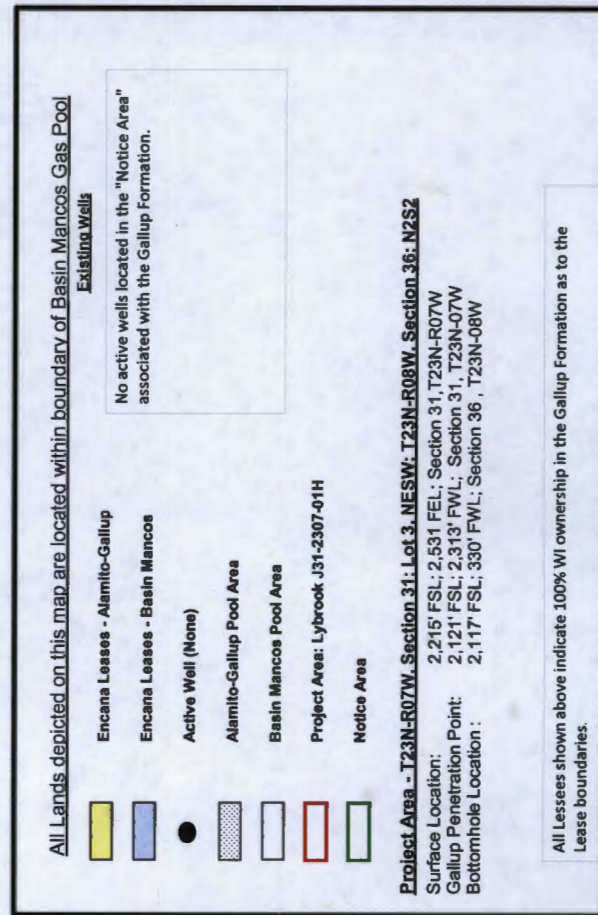 All Lands depicted on this map are located within boundary of Basin Mancos Gas Pool
Existing Wells
Encana Leases - Alamito-Gallup
Encana Leases - Basin Mancos
Active Well (None)
Alamito-Gallup Pool Area
Basin Mancos Pool Area
Project Area: Lybrook J31-2307-01H
Notice Area
No active wells located in the "Notice Area"
associated with the Gallup Formation.
Project Area - T23N-R07W, Section 31: Lot 3, NESW; T23N-R08W, Section 36: N2S2
Surface Location: 2,215' FSL; 2,531 FEL; Section 31, T23N-R07W
Gallup Penetration Point: 2,121' FSL; 2,313' FWL; Section 31, T23N-07W
Bottomhole Location : 2,117' FSL; 330' FWL; Section 36 , T23N-08W
All Lessees shown above indicate 100% WI ownership in the Gallup Formation as to the
Lease boundaries.